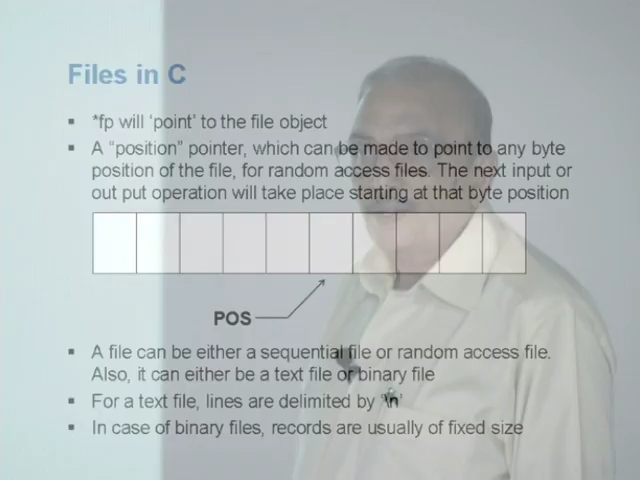 Files in C
*fp will 'point' to the file object
A “position” pointer, which can be made to point to any byte
position of the file, for random access files. The next input or
out put operation will take place starting at that byte position
POS
A file can be either a sequential file or random access file.
Also, it can either be a text file or binary file
For a text file, lines are delimited by '\n'
In case of binary files, records are usually of fixed size